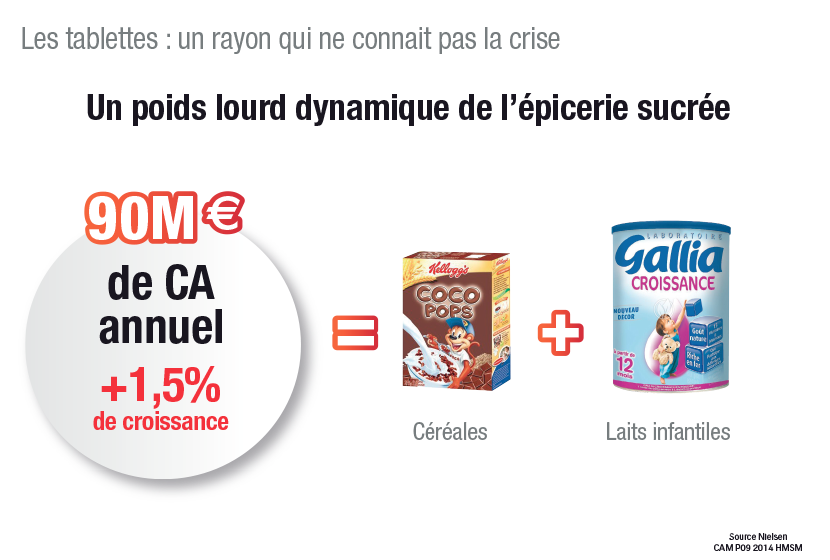 Les tablettes : un rayon qui ne connait pas la crise
Un poids lourd dynamique de l'épicerie sucrée
90M€
de CA
annuel
+1,5%
de croissance
=
Kellogg's
COCO
POPS
+
LABORATOIRE
Gallia
CROISSANCE
NOUVEAU
DÉCOR
Goût
nature
Riche
en fer
à partir de
12
mois
Céréales
Laits infantiles
Source Nielsen
CAM P09 2014 HMSM